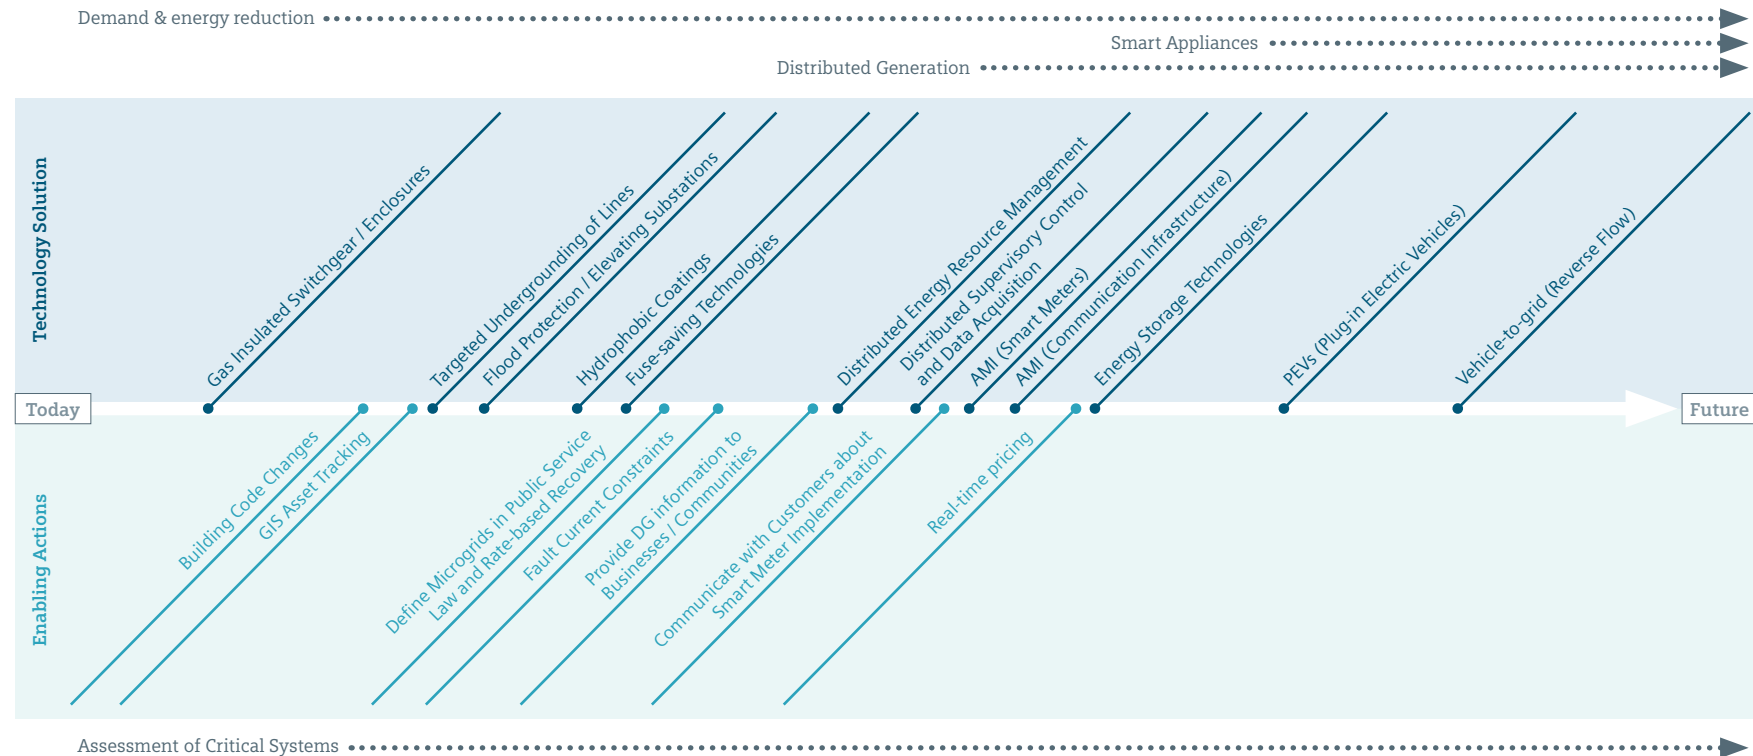 Demand & energy reduction
Smart Appliances
Distributed Generation
Technology Solution
Gas Insulated Switchgear / Enclosures
Targeted Undergrounding of Lines
Flood Protection / Elevating Substations
Hydrophobic Coatings
Fuse-saving Technologies
Distributed Energy Resource Management
Distributed Supervisory Control
and Data Acquisition
AMI (Smart Meters)
AMI (Communication Infrastructure)
Energy Storage Technologies
PEVs (Plug-in Electric Vehicles)
Vehicle-to-grid (Reverse Flow)
Today
Future
Enabling Actions
Building Code Changes
GIS Asset Tracking
Define Microgrids in Public Service
Law and Rate-based Recovery
Fault Current Constraints
Provide DG information to
Businesses / Communities
Communicate with Customers about
Smart Meter Implementation
Real-time pricing
Assessment of Critical Systems